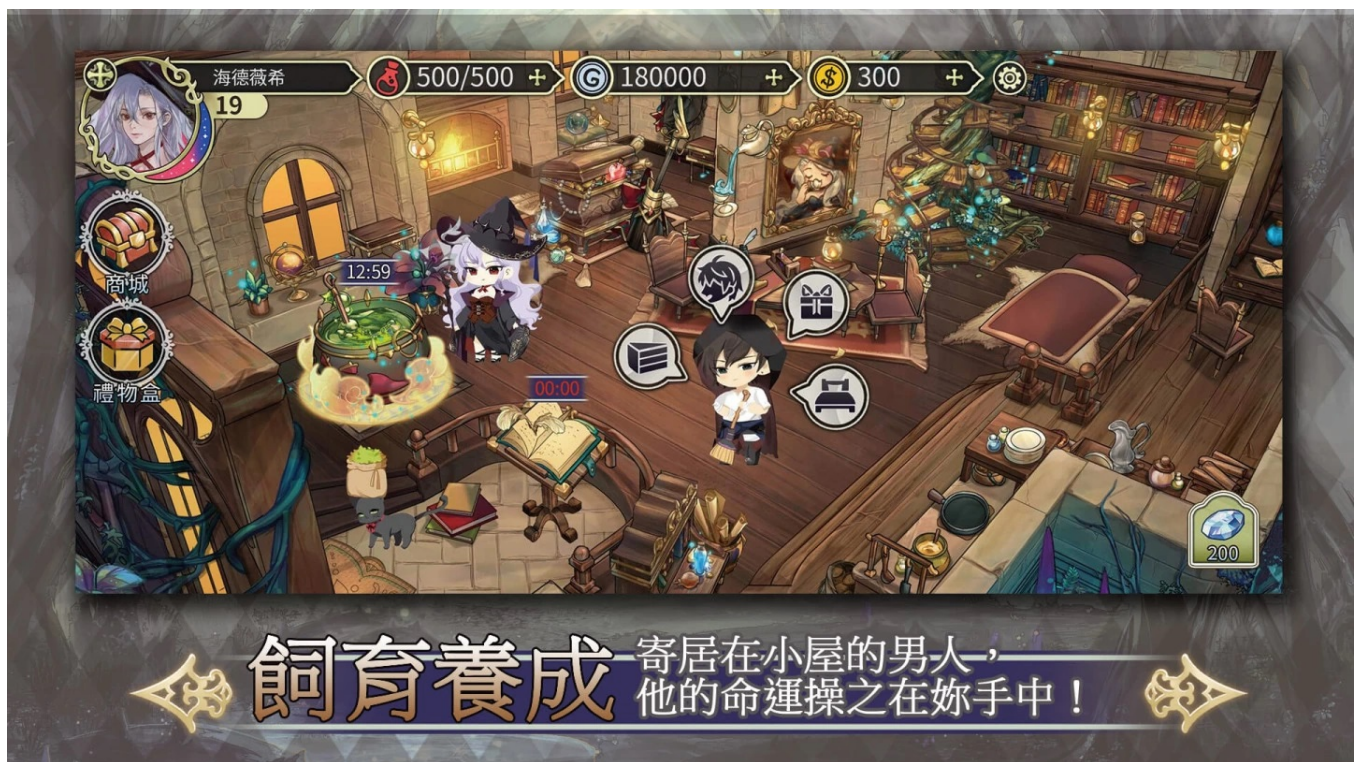 海德薇希
500/500
180000
300
19
商城
禮物盒
12:59
00:00
200
飼育養成
寄居在小屋的男人，
他的命運操之在妳手中！